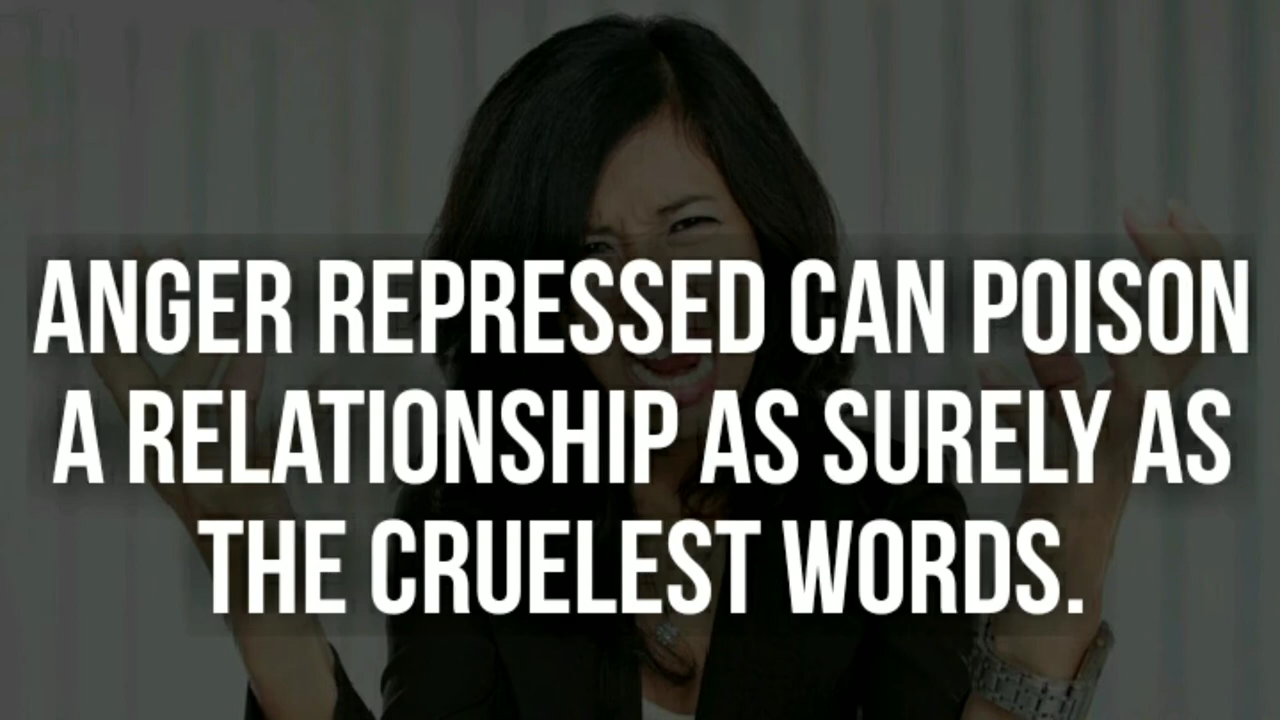 ANGER REPRESSED CAN POISON
A RELATIONSHIP AS SURELY AS
THE CRUELEST WORDS.